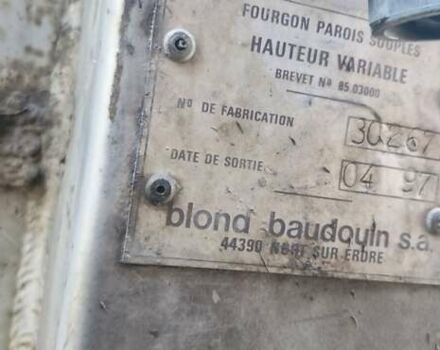 FOURGON PAROIS SOUPLES
HAUTEUR VARIABLE
BREVET No 85.03000
No DE FABRICATION 30267
DATE DE SORTIE 04 97
blond baudouin s.a.
44390 NORT SUR ERDRE